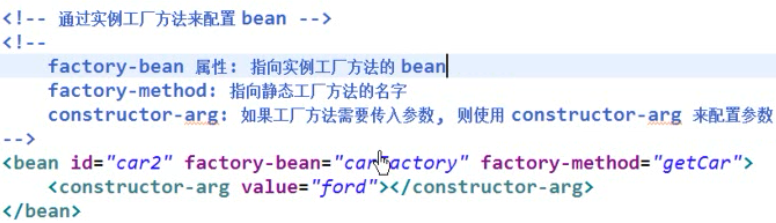 <!-- 通过实例工厂方法来配置 bean -->
<!--
factory-bean 属性: 指向实例工厂方法的 bean
factory-method: 指向静态工厂方法的名字
constructor-arg: 如果工厂方法需要传入参数, 则使用 constructor-arg 来配置参数
-->
<bean id="car2" factory-bean="carFactory" factory-method="getCar">
<constructor-arg value="ford"></constructor-arg>
</bean>